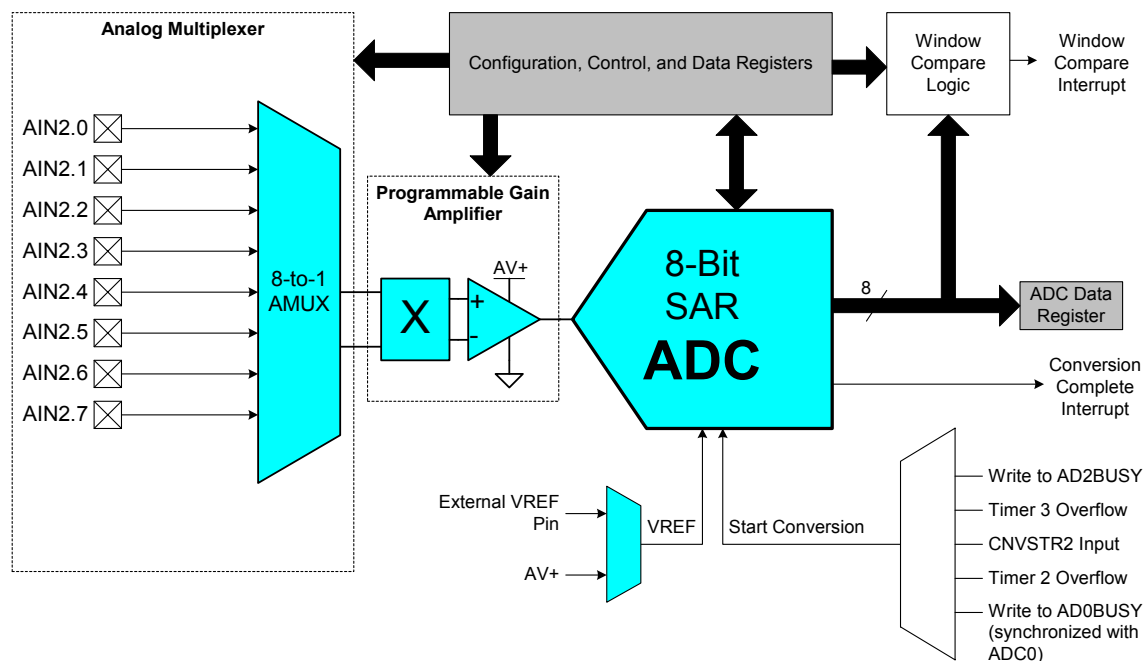 Analog Multiplexer
AIN2.0
AIN2.1
AIN2.2
AIN2.3
AIN2.4
AIN2.5
AIN2.6
AIN2.7
8-to-1
AMUX
Configuration, Control, and Data Registers
Window
Compare
Logic
Window
Compare
Interrupt
Programmable Gain
Amplifier
X
+
-
AV+
8-Bit
SAR
ADC
8
ADC Data
Register
Conversion
Complete
Interrupt
External VREF
Pin
AV+
VREF
Start Conversion
Write to AD2BUSY
Timer 3 Overflow
CNVSTR2 Input
Timer 2 Overflow
Write to AD0BUSY
(synchronized with
ADC0)